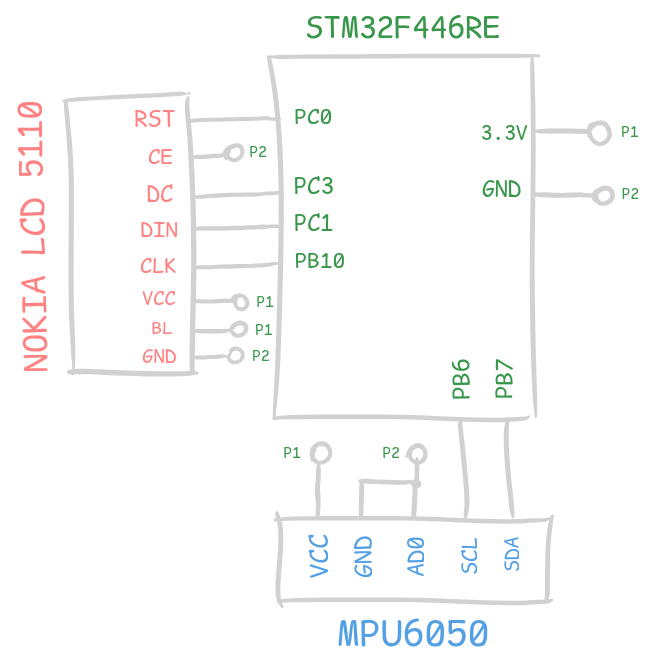 STM32F446RE
NOKIA LCD 5110
RST
CE
P2
DC
DIN
CLK
VCC
P1
BL
P1
GND
P2
PC0
PC3
PC1
PB10
3.3V
P1
GND
P2
PB6
PB7
P1
P2
VCC
GND
AD0
SCL
SDA
MPU6050